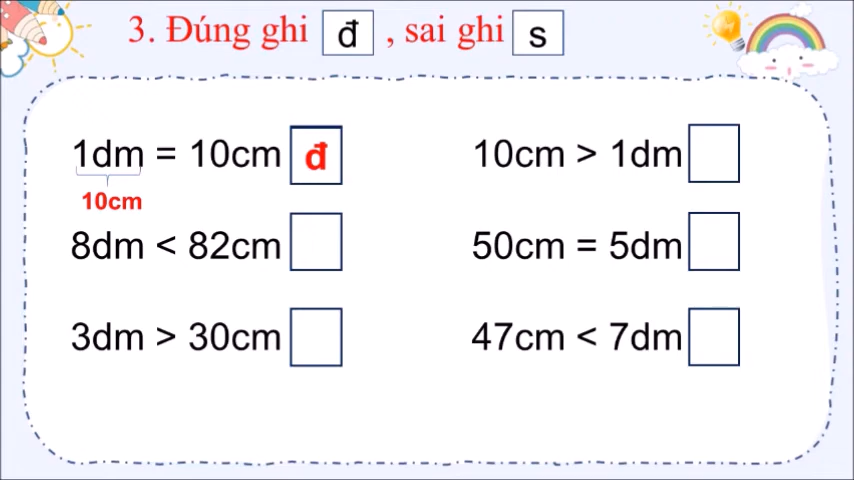 3. Đúng ghi đ , sai ghi s
1dm = 10cm đ
10cm
10cm > 1dm
8dm < 82cm
50cm = 5dm
3dm > 30cm
47cm < 7dm